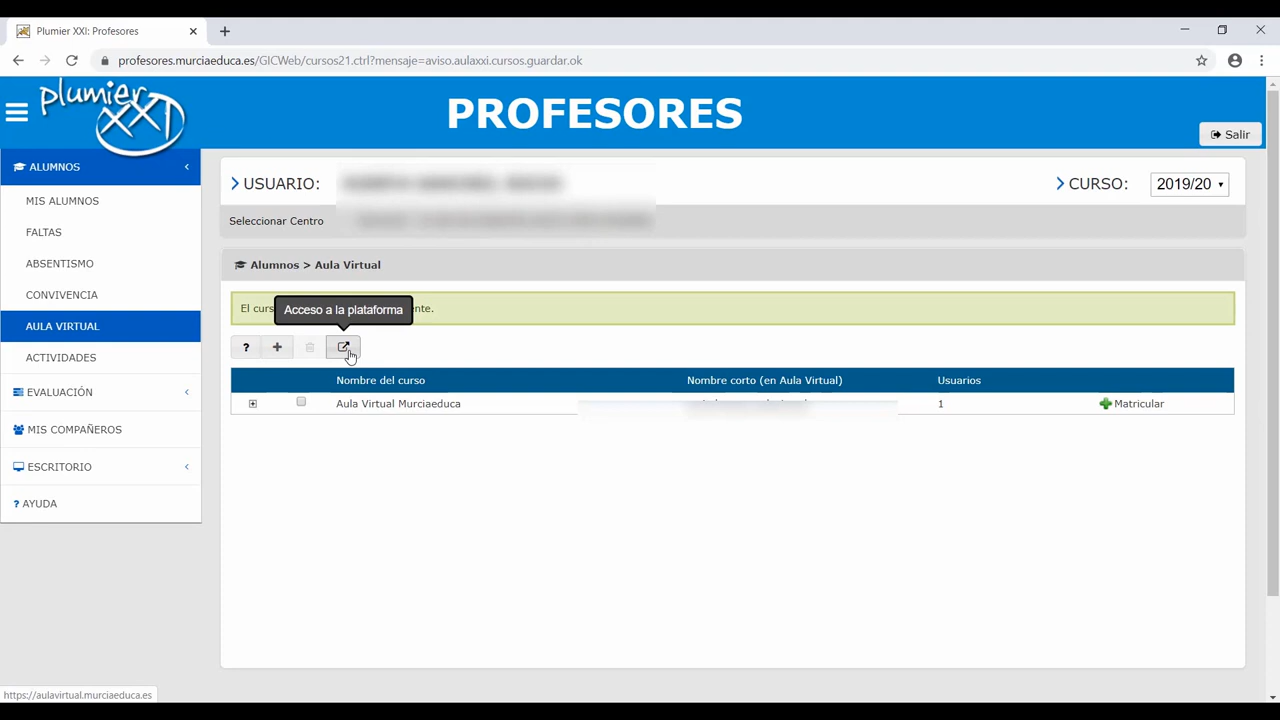 Plumier XXI: Profesores
profesores.murciaeduca.es/GICWeb/cursos21.ctrl?mensaje=aviso.aulaxxi.cursos.guardar.ok
plumier XXI
PROFESORES
Salir
ALUMNOS
MIS ALUMNOS
FALTAS
ABSENTISMO
CONVIVENCIA
AULA VIRTUAL
ACTIVIDADES
EVALUACIÓN
MIS COMPAÑEROS
ESCRITORIO
? AYUDA
USUARIO:
CURSO: 2019/20
Seleccionar Centro
Alumnos > Aula Virtual
El curs
nte.
Acceso a la plataforma
?
Nombre del curso Nombre corto (en Aula Virtual) Usuarios
Aula Virtual Murciaeduca 1 Matricular
https://aulavirtual.murciaeduca.es